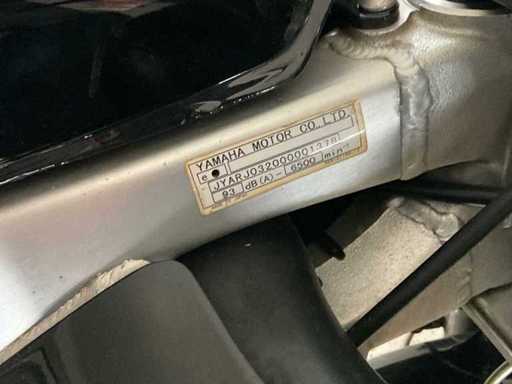 YAMAHA MOTOR CO.,LTD.
e
JYARJ032000001378
93 dB(A) - 6500 min⁻¹